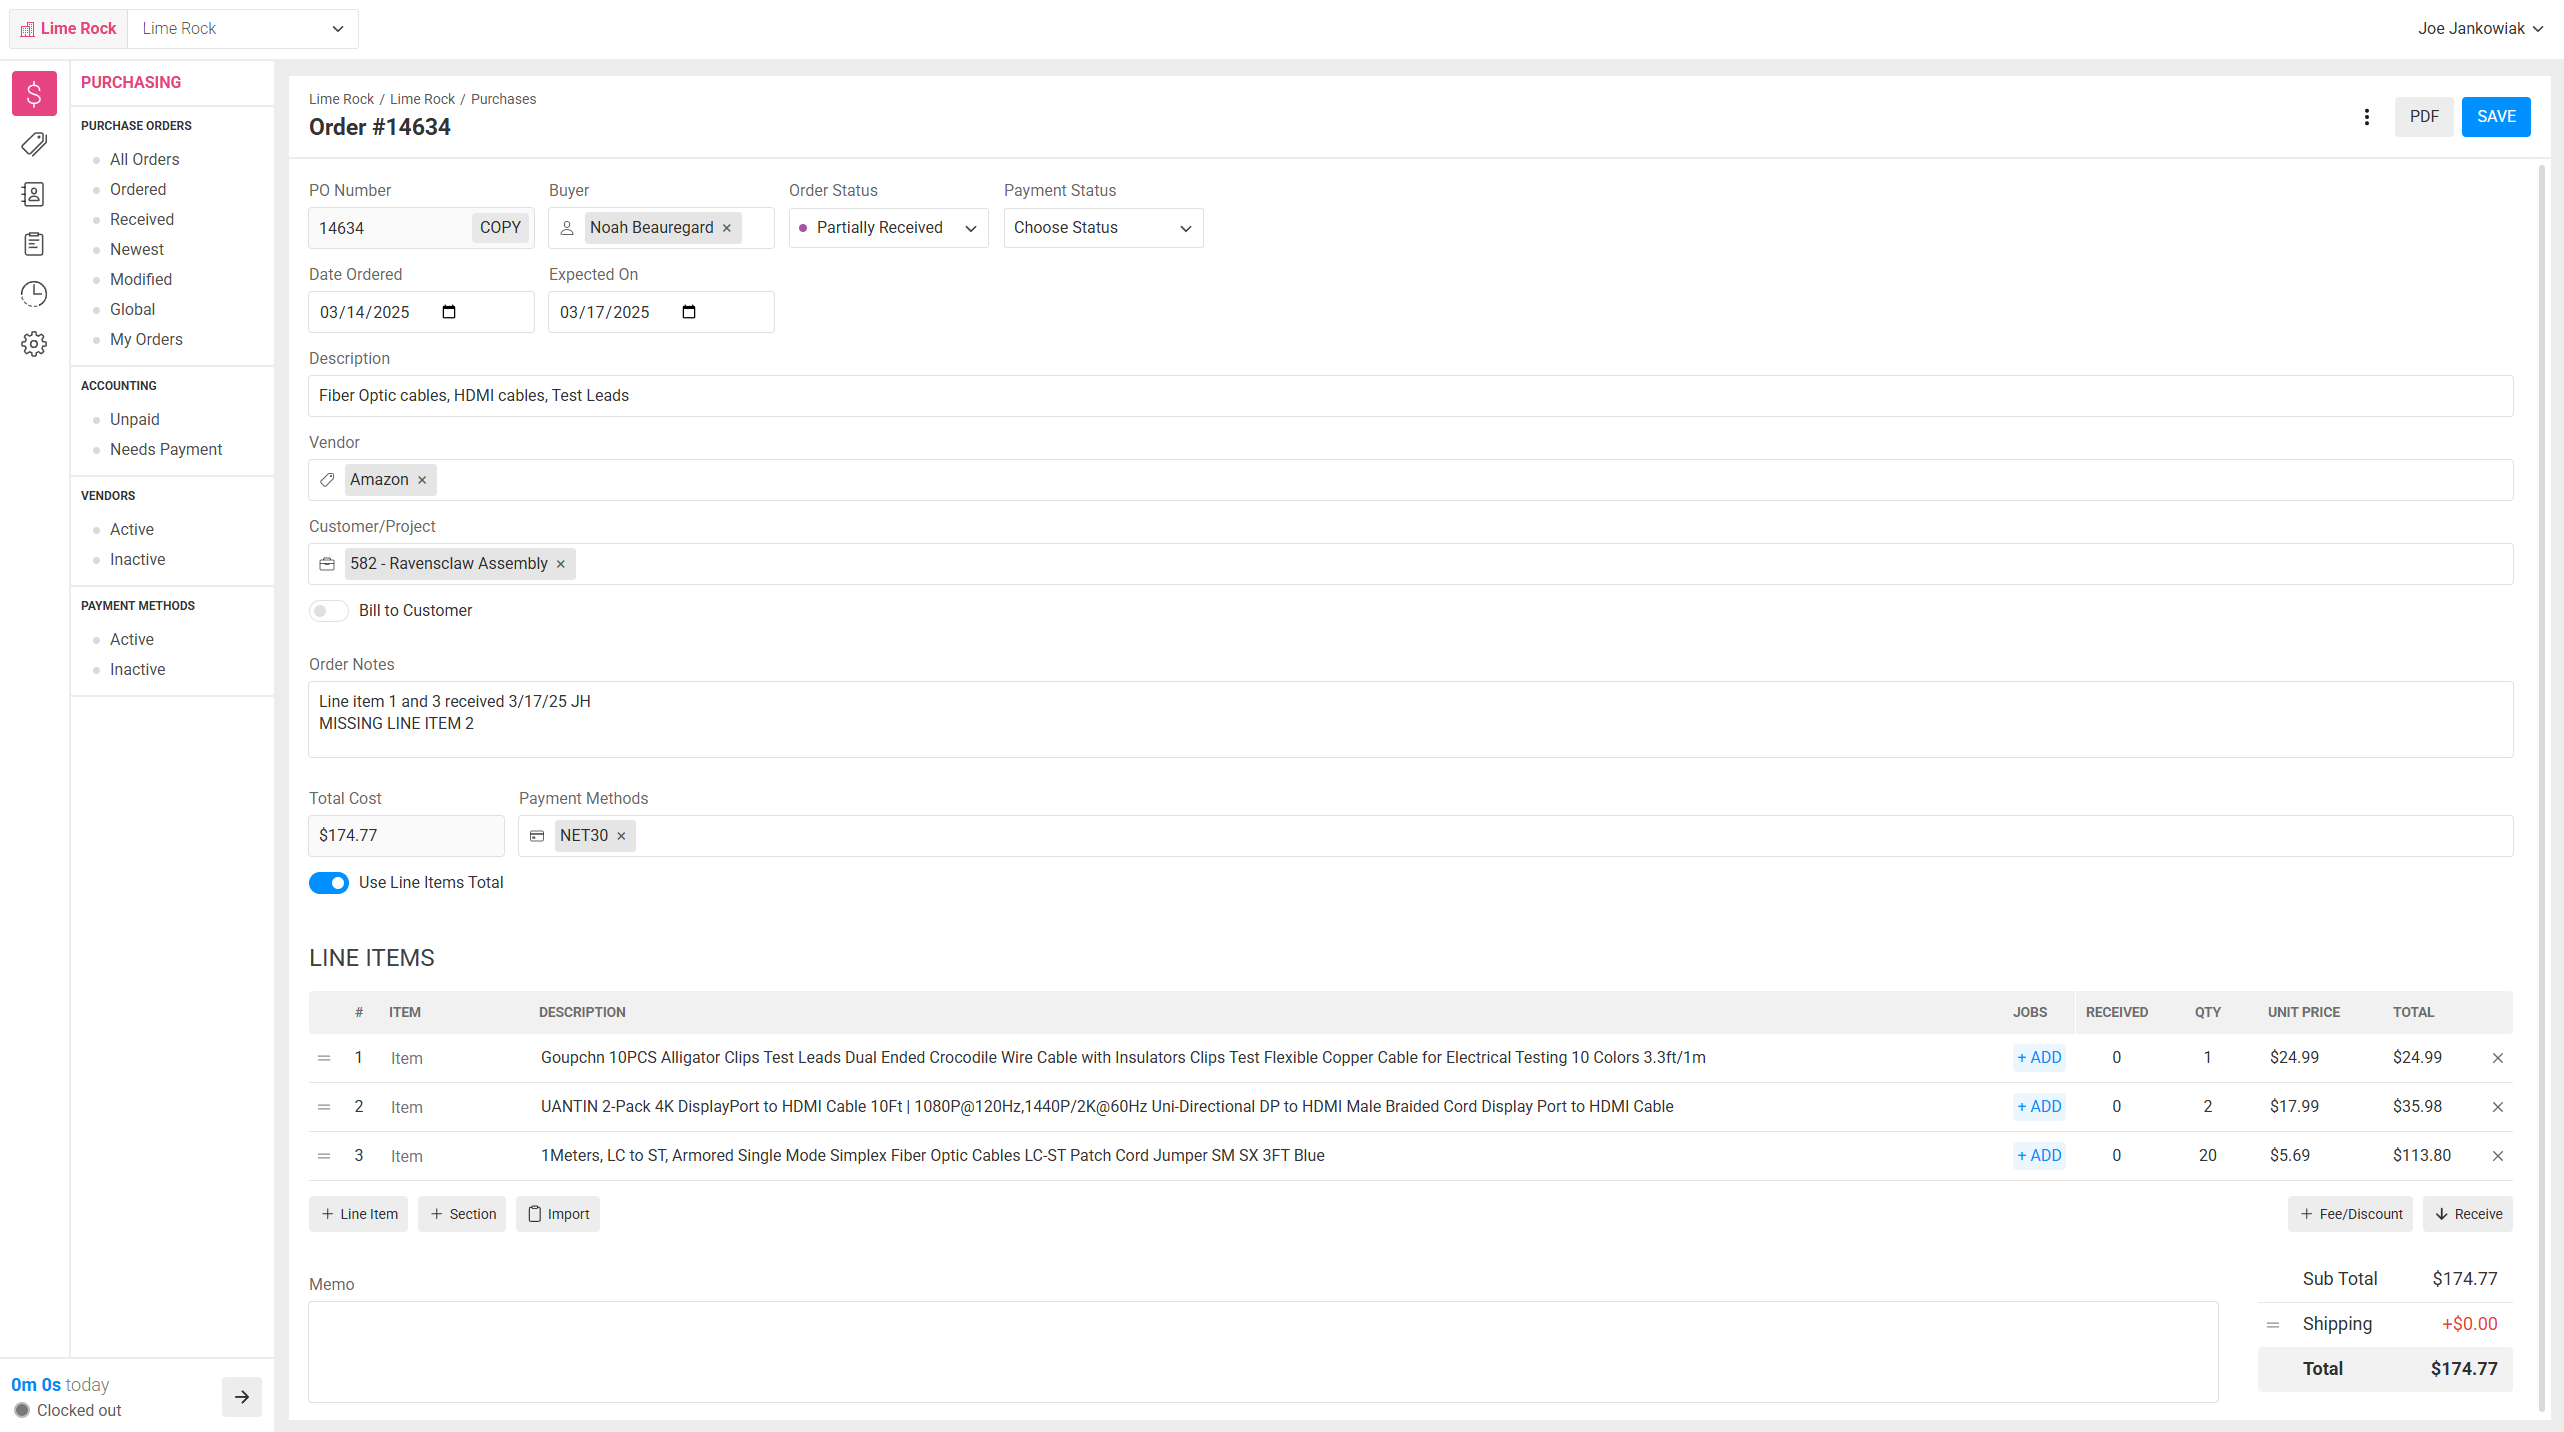 Lime Rock
Lime Rock
Joe Jankowiak
PURCHASING
PURCHASE ORDERS
All Orders
Ordered
Received
Newest
Modified
Global
My Orders
ACCOUNTING
Unpaid
Needs Payment
VENDORS
Active
Inactive
PAYMENT METHODS
Active
Inactive
0m 0s today
Clocked out
Lime Rock / Lime Rock / Purchases
Order #14634
PDF
SAVE
PO Number
Buyer
Order Status
Payment Status
14634
COPY
Noah Beauregard ×
Partially Received
Choose Status
Date Ordered
Expected On
03/14/2025
03/17/2025
Description
Fiber Optic cables, HDMI cables, Test Leads
Vendor
Amazon ×
Customer/Project
582 - Ravensclaw Assembly ×
Bill to Customer
Order Notes
Line item 1 and 3 received 3/17/25 JH
MISSING LINE ITEM 2
Total Cost
Payment Methods
$174.77
NET30 ×
Use Line Items Total
LINE ITEMS
# ITEM DESCRIPTION JOBS RECEIVED QTY UNIT PRICE TOTAL
1 Item Goupchn 10PCS Alligator Clips Test Leads Dual Ended Crocodile Wire Cable with Insulators Clips Test Flexible Copper Cable for Electrical Testing 10 Colors 3.3ft/1m + ADD 0 1 $24.99 $24.99
2 Item UANTIN 2-Pack 4K DisplayPort to HDMI Cable 10Ft | 1080P@120Hz,1440P/2K@60Hz Uni-Directional DP to HDMI Male Braided Cord Display Port to HDMI Cable + ADD 0 2 $17.99 $35.98
3 Item 1Meters, LC to ST, Armored Single Mode Simplex Fiber Optic Cables LC-ST Patch Cord Jumper SM SX 3FT Blue + ADD 0 20 $5.69 $113.80
+ Line Item
+ Section
Import
+ Fee/Discount
Receive
Memo
Sub Total $174.77
Shipping +$0.00
Total $174.77